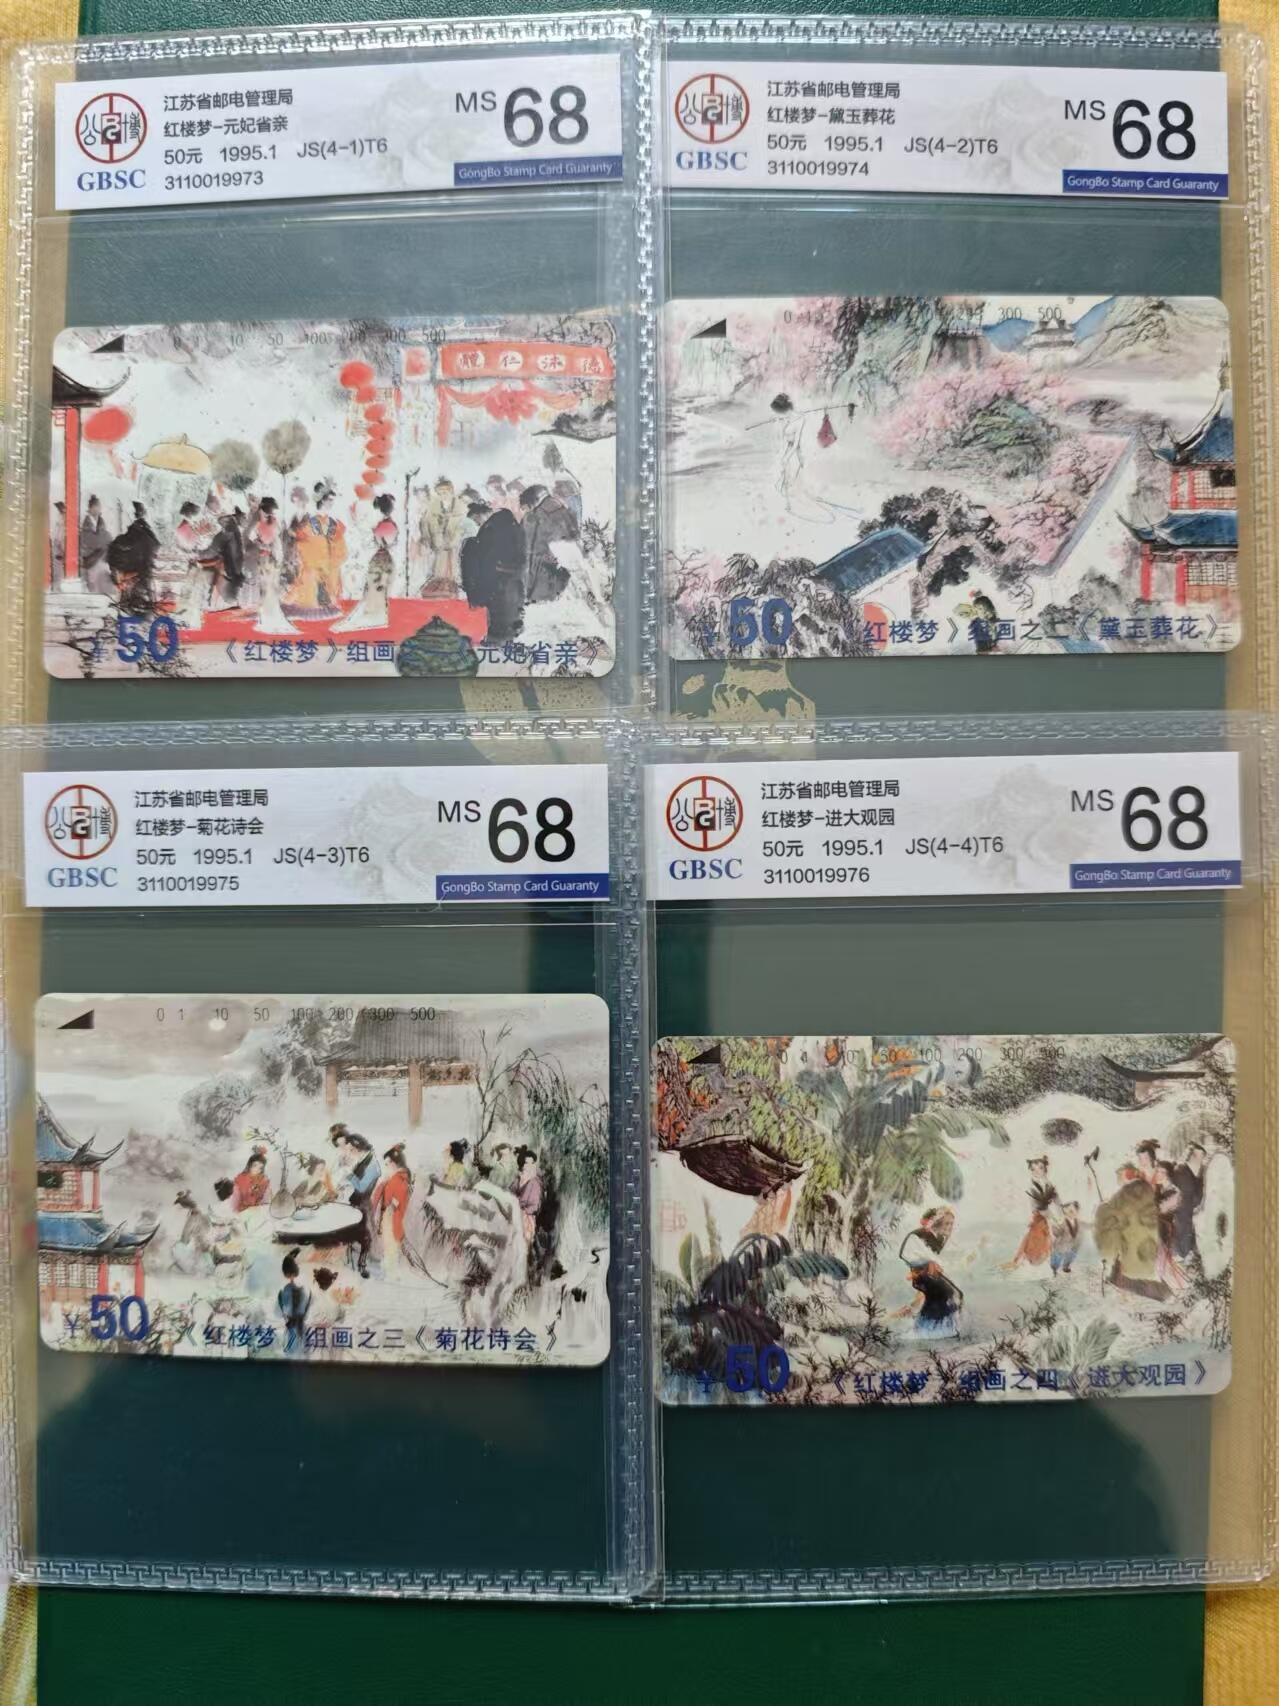 江苏省邮电管理局
红楼梦-元妃省亲
50元 1995.1 JS(4-1)T6
3110019973
MS 68
GBSC
GongBo Stamp Card Guaranty
0 1 10 50 100 200 300 500
¥50
《红楼梦》组画之一《元妃省亲》
江苏省邮电管理局
红楼梦-黛玉葬花
50元 1995.1 JS(4-2)T6
3110019974
MS 68
GBSC
GongBo Stamp Card Guaranty
300 500
¥50
《红楼梦》组画之二《黛玉葬花》
江苏省邮电管理局
红楼梦-菊花诗会
50元 1995.1 JS(4-3)T6
3110019975
MS 68
GBSC
GongBo Stamp Card Guaranty
0 1 10 50 100 200 300 500
¥50
《红楼梦》组画之三《菊花诗会》
江苏省邮电管理局
红楼梦-进大观园
50元 1995.1 JS(4-4)T6
3110019976
MS 68
GBSC
GongBo Stamp Card Guaranty
0 1 10 50 100 200 300 500
¥50
《红楼梦》组画之四《进大观园》